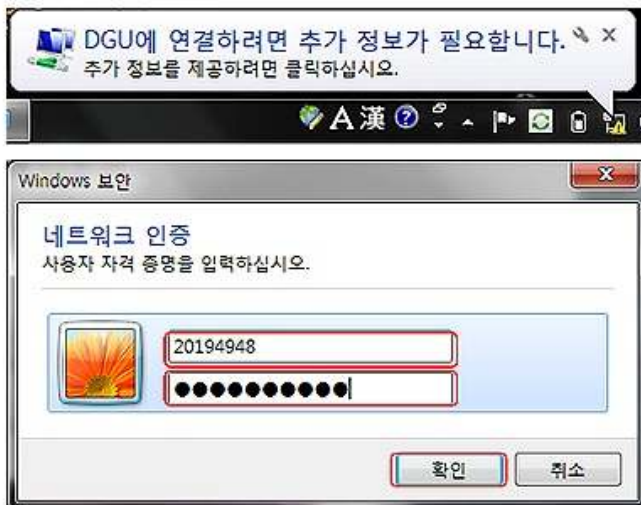 DGU에 연결하려면 추가 정보가 필요합니다.
추가 정보를 제공하려면 클릭하십시오.
A 漢
Windows 보안
네트워크 인증
사용자 자격 증명을 입력하십시오.
20194948
●●●●●●●●●●
확인 취소